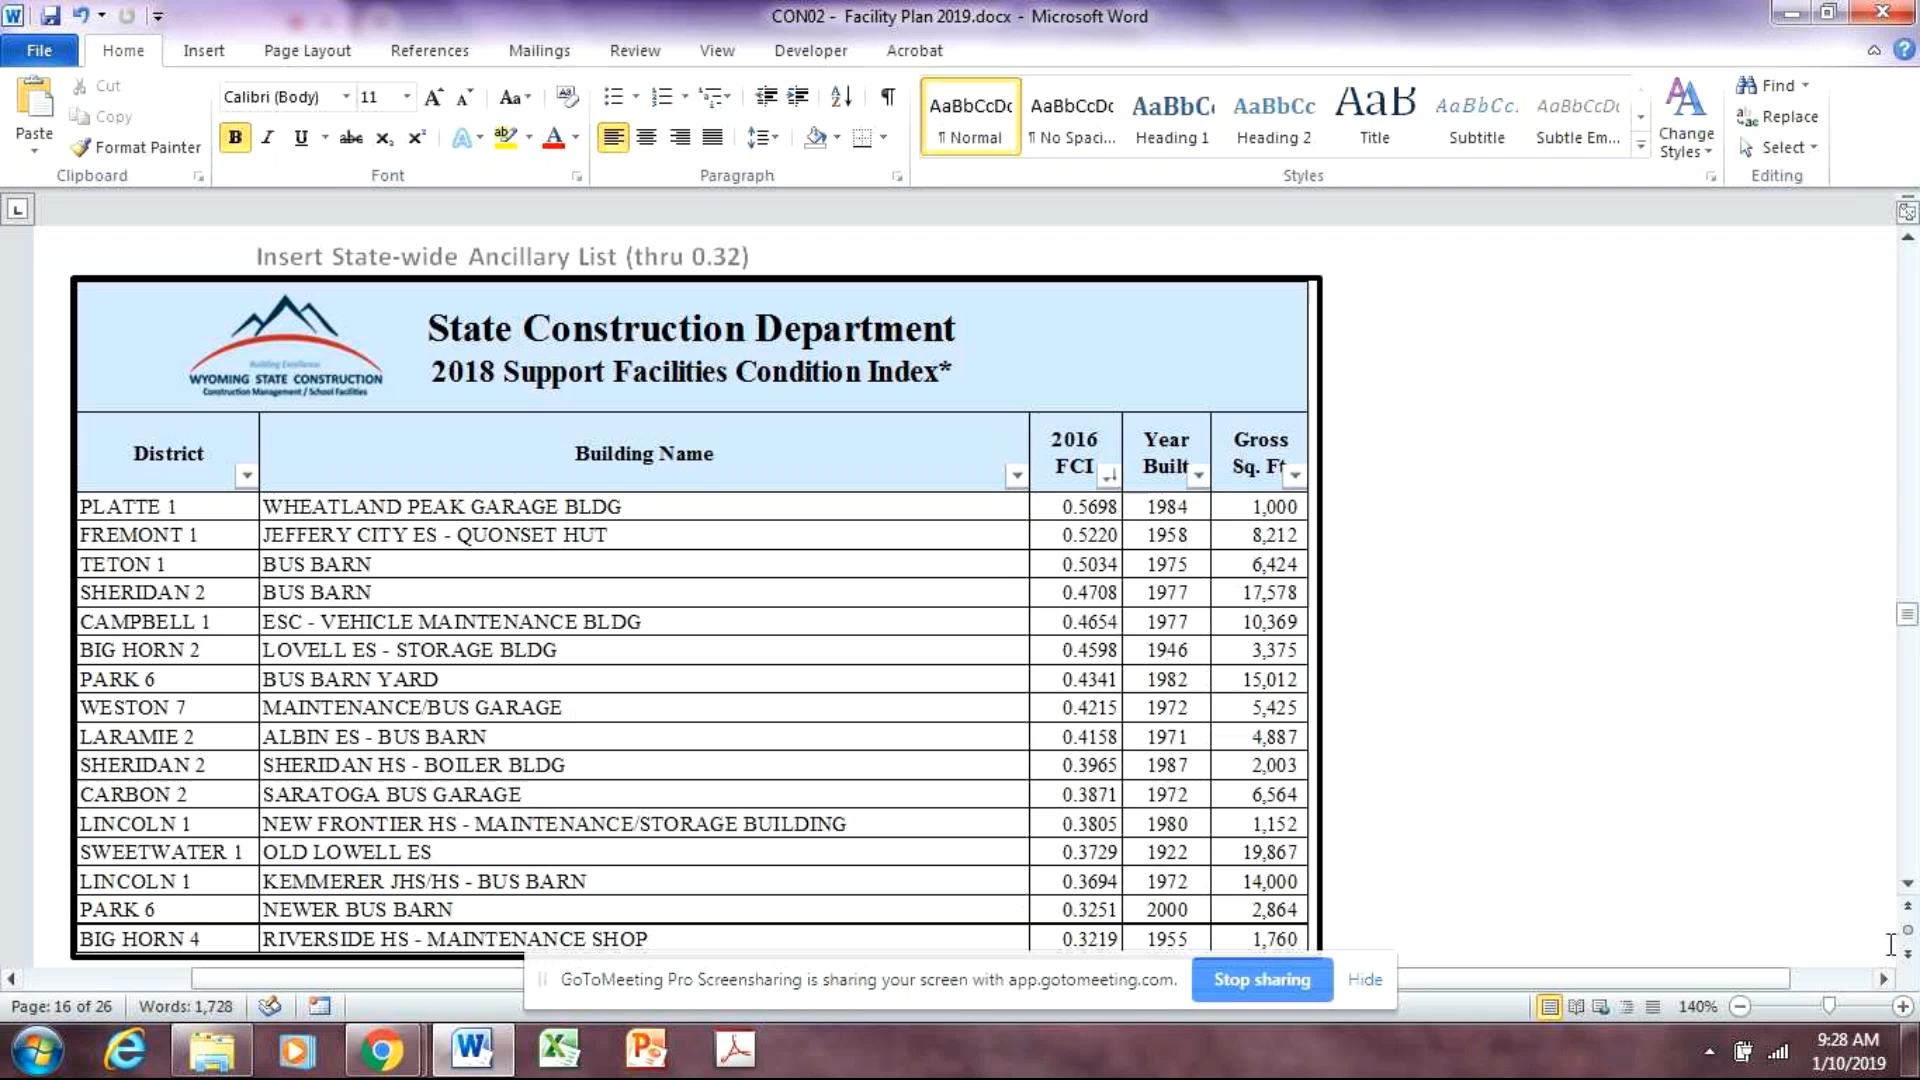 CON02 - Facility Plan 2019.docx - Microsoft Word
File Home Insert Page Layout References Mailings Review View Developer Acrobat
Paste
Cut
Copy
Format Painter
Clipboard
Calibri (Body) 11
Font
Paragraph
AaBbCcDc AaBbCcDc AaBbC AaBbCc AaB AaBbCc. AaBbCcDc
¶ Normal ¶ No Spaci... Heading 1 Heading 2 Title Subtitle Subtle Em...
Change
Styles
Styles
Find
Replace
Select
Editing
Insert State-wide Ancillary List (thru 0.32)
Building Excellence
WYOMING STATE CONSTRUCTION
Construction Management / School Facilities
State Construction Department
2018 Support Facilities Condition Index*
District Building Name 2016 FCI Year Built Gross Sq. Ft
PLATTE 1 WHEATLAND PEAK GARAGE BLDG 0.5698 1984 1,000
FREMONT 1 JEFFERY CITY ES - QUONSET HUT 0.5220 1958 8,212
TETON 1 BUS BARN 0.5034 1975 6,424
SHERIDAN 2 BUS BARN 0.4708 1977 17,578
CAMPBELL 1 ESC - VEHICLE MAINTENANCE BLDG 0.4654 1977 10,369
BIG HORN 2 LOVELL ES - STORAGE BLDG 0.4598 1946 3,375
PARK 6 BUS BARN YARD 0.4341 1982 15,012
WESTON 7 MAINTENANCE/BUS GARAGE 0.4215 1972 5,425
LARAMIE 2 ALBIN ES - BUS BARN 0.4158 1971 4,887
SHERIDAN 2 SHERIDAN HS - BOILER BLDG 0.3965 1987 2,003
CARBON 2 SARATOGA BUS GARAGE 0.3871 1972 6,564
LINCOLN 1 NEW FRONTIER HS - MAINTENANCE/STORAGE BUILDING 0.3805 1980 1,152
SWEETWATER 1 OLD LOWELL ES 0.3729 1922 19,867
LINCOLN 1 KEMMERER JHS/HS - BUS BARN 0.3694 1972 14,000
PARK 6 NEWER BUS BARN 0.3251 2000 2,864
BIG HORN 4 RIVERSIDE HS - MAINTENANCE SHOP 0.3219 1955 1,760
GoToMeeting Pro Screensharing is sharing your screen with app.gotomeeting.com. Stop sharing Hide
Page: 16 of 26 Words: 1,728 140%
9:28 AM
1/10/2019